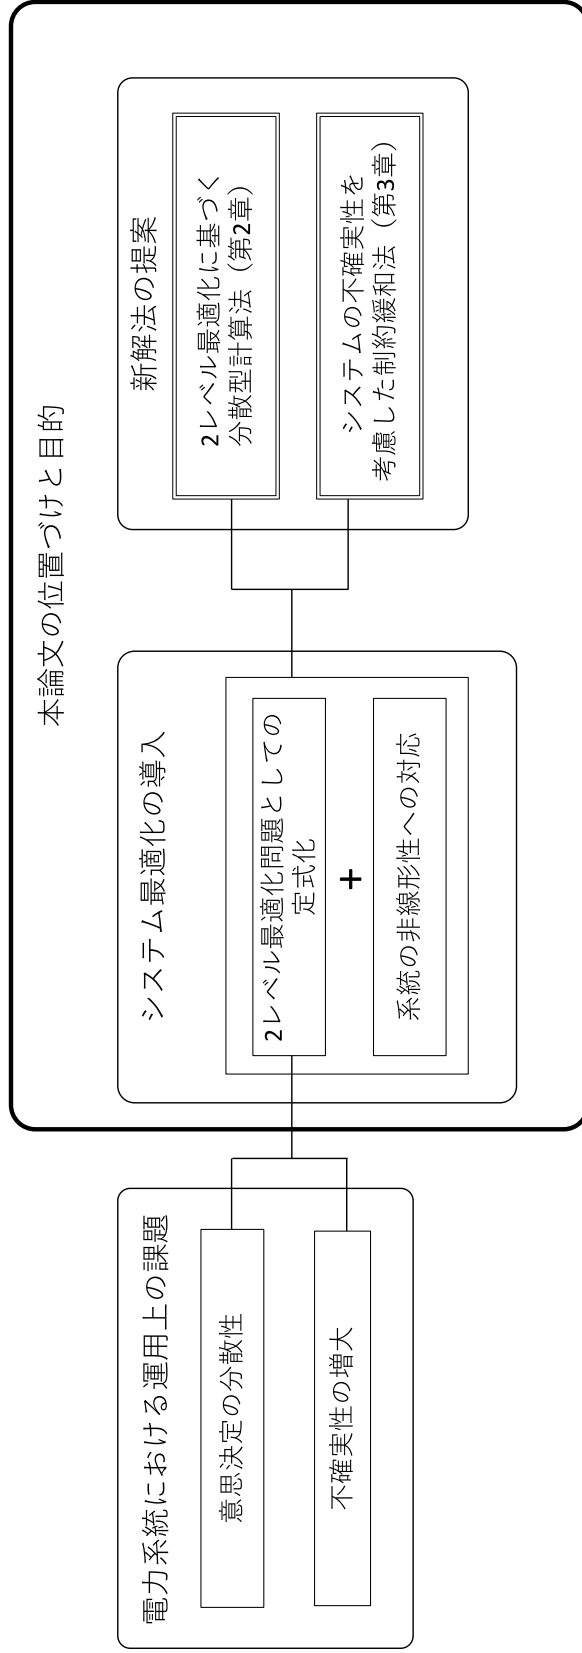 本論文の位置づけと目的
電力系統における運用上の課題
意思決定の分散性
不確実性の増大
システム最適化の導入
2レベル最適化問題としての
定式化
+
系統の非線形性への対応
新解法の提案
2レベル最適化に基づく
分散型計算法（第2章）
システムの不確実性を
考慮した制約緩和法（第3章）